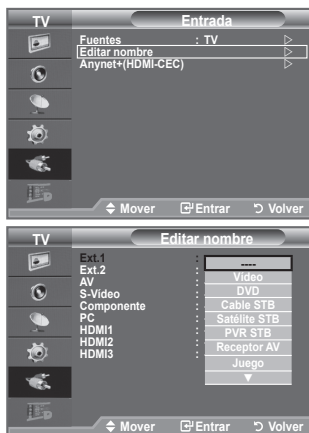 TV Entrada
Fuentes : TV
Editar nombre
Anynet+(HDMI-CEC)
Mover Entrar Volver
TV Editar nombre
Ext.1 : ----
Ext.2 : Vídeo
AV : DVD
S-Vídeo : Cable STB
Componente : Satélite STB
PC : PVR STB
HDMI1 : Receptor AV
HDMI2 : Juego
HDMI3 : ▼
Mover Entrar Volver